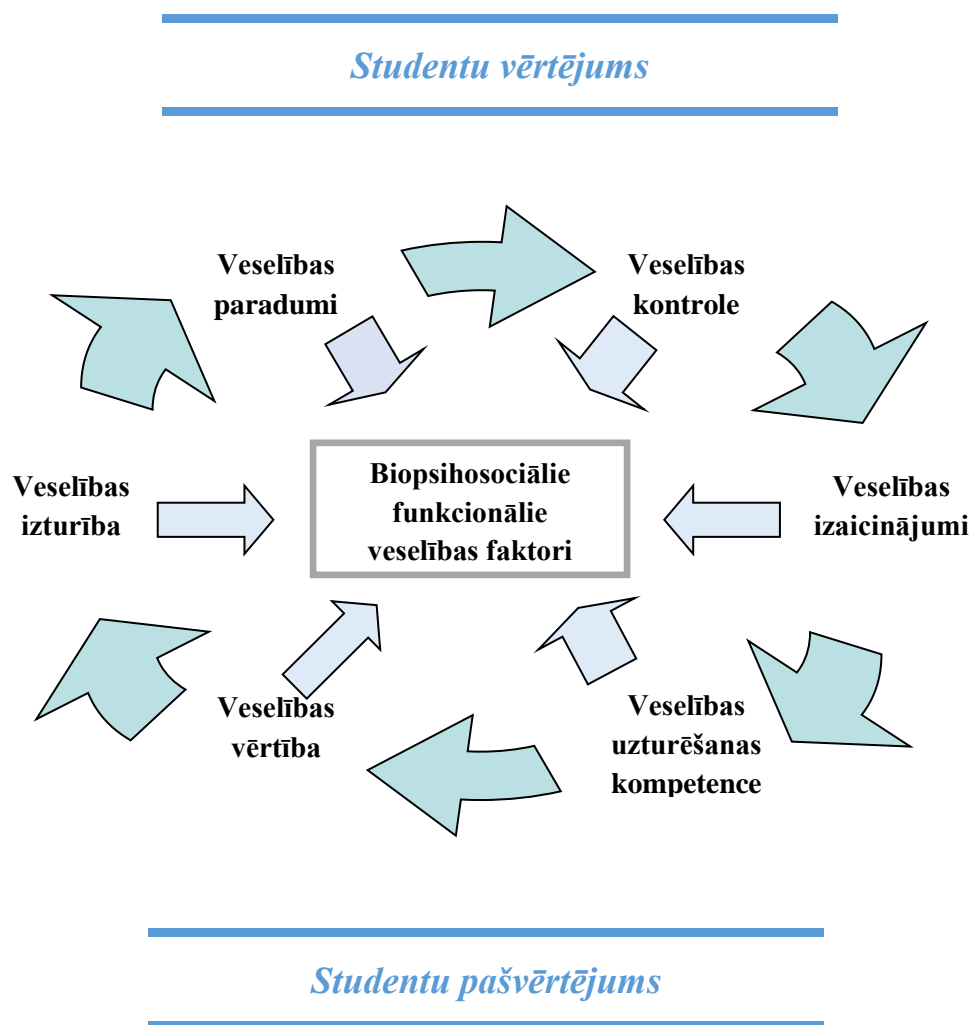 Studentu vērtējums
Veselības
paradumi
Veselības
kontrole
Veselības
izturība
Biopsihosociālie
funkcionālie
veselības faktori
Veselības
izaicinājumi
Veselības
vērtība
Veselības
uzturēšanas
kompetence
Studentu pašvērtējums